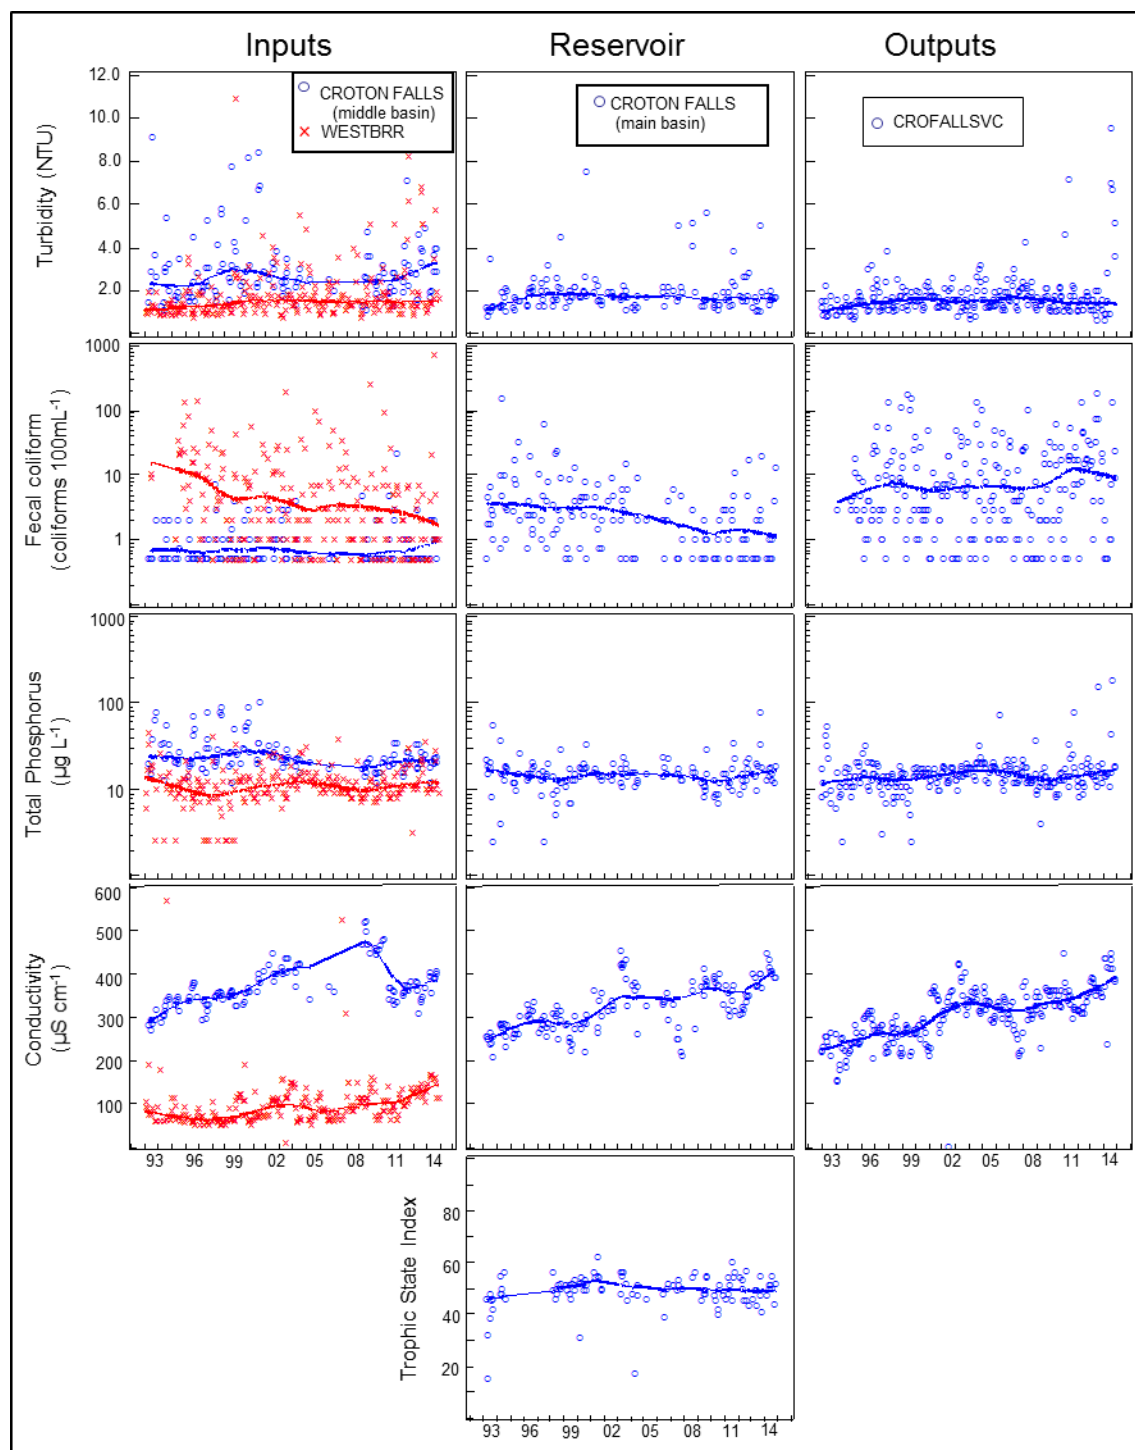 Inputs Reservoir Outputs
Turbidity (NTU)
12.0
10.0
8.0
6.0
4.0
2.0
CROTON FALLS
(middle basin)
WESTBRR
CROTON FALLS
(main basin)
CROFALLSVC
Fecal coliform
(coliforms 100mL-1)
1000
100
10
1
Total Phosphorus
(µg L-1)
1000
100
10
Conductivity
(µS cm-1)
600
500
400
300
200
100
93 96 99 02 05 08 11 14
93 96 99 02 05 08 11 14
Trophic State Index
80
60
40
20
93 96 99 02 05 08 11 14